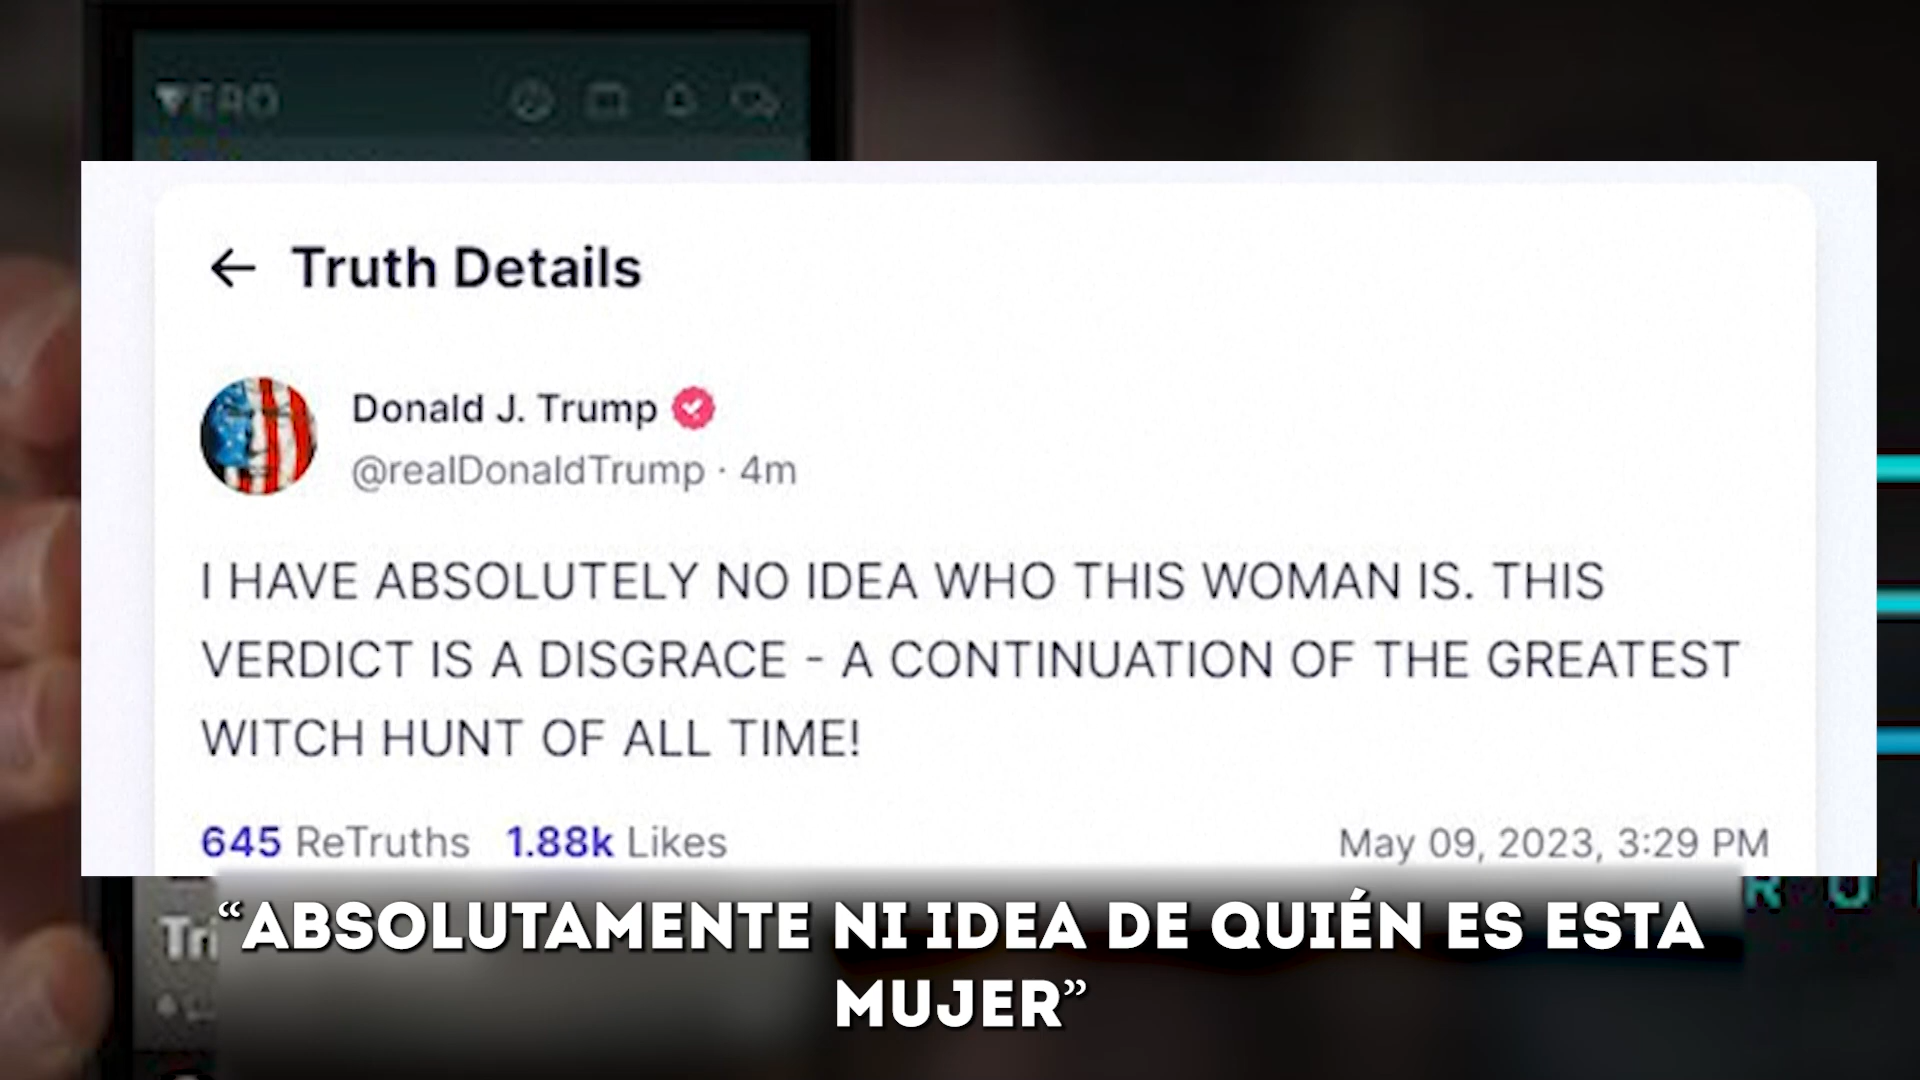 VERO
Truth Details
Donald J. Trump
@realDonaldTrump · 4m
I HAVE ABSOLUTELY NO IDEA WHO THIS WOMAN IS. THIS
VERDICT IS A DISGRACE - A CONTINUATION OF THE GREATEST
WITCH HUNT OF ALL TIME!
645 ReTruths 1.88k Likes
May 09, 2023, 3:29 PM
“ABSOLUTAMENTE NI IDEA DE QUIÉN ES ESTA
MUJER”